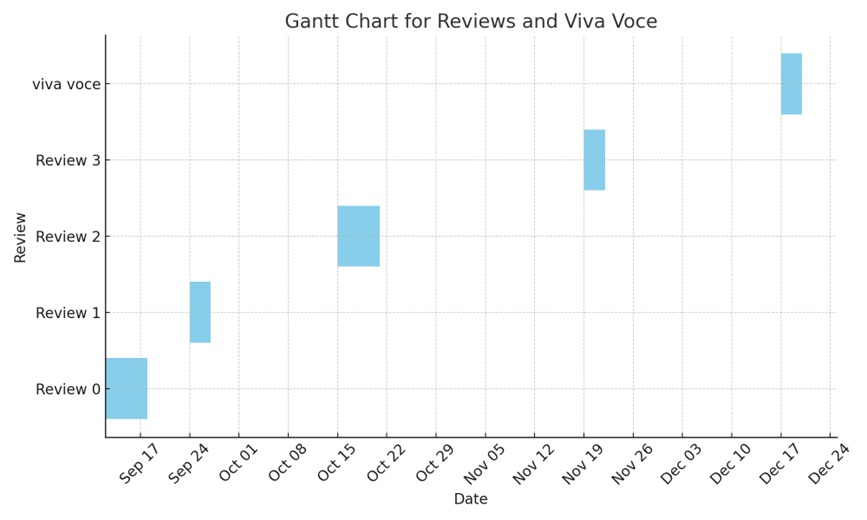 Gantt Chart for Reviews and Viva Voce
viva voce
Review 3
Review 2
Review 1
Review 0
Review
Sep 17
Sep 24
Oct 01
Oct 08
Oct 15
Oct 22
Oct 29
Nov 05
Nov 12
Nov 19
Nov 26
Dec 03
Dec 10
Dec 17
Dec 24
Date